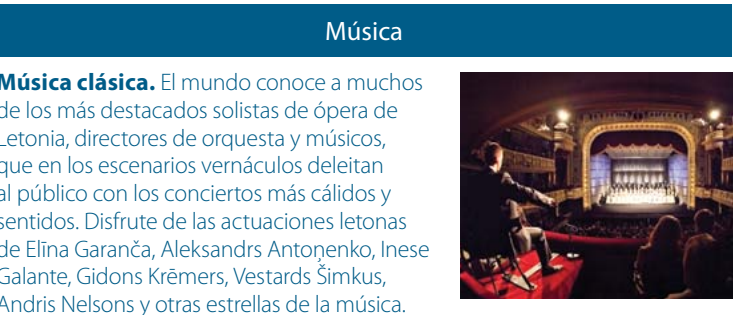 Música
Música clásica. El mundo conoce a muchos
de los más destacados solistas de ópera de
Letonia, directores de orquesta y músicos,
que en los escenarios vernáculos deleitan
al público con los conciertos más cálidos y
sentidos. Disfrute de las actuaciones letonas
de Elīna Garanča, Aleksandrs Antoņenko, Inese
Galante, Gidons Krēmers, Vestards Šimkus,
Andris Nelsons y otras estrellas de la música.